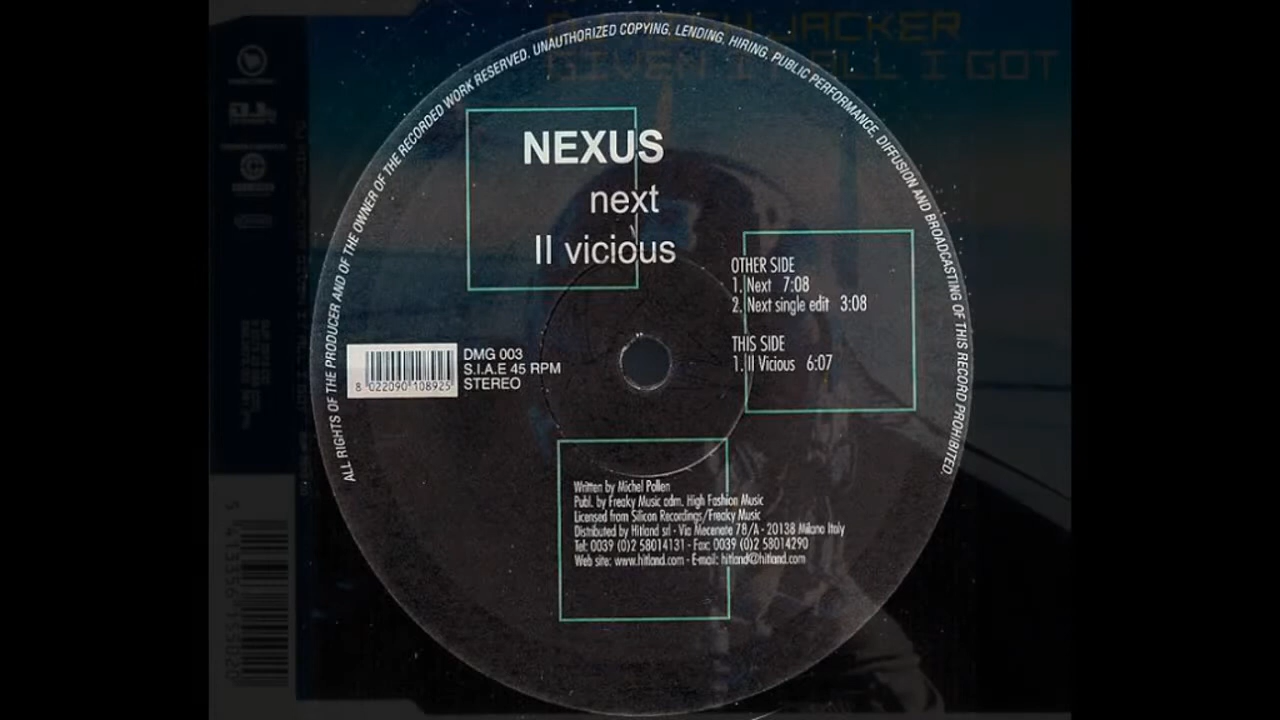 JACKER
GIVEN IT ALL I GOT
ALL RIGHTS OF THE PRODUCER AND OF THE OWNER OF THE RECORDED WORK RESERVED. UNAUTHORIZED COPYING, LENDING, HIRING, PUBLIC PERFORMANCE, DIFFUSION AND BROADCASTING OF THIS RECORD PROHIBITED.
NEXUS
next
II vicious
OTHER SIDE
1. Next 7:08
2. Next single edit 3:08
THIS SIDE
1. II Vicious 6:07
DMG 003
S.I.A.E 45 RPM
STEREO
8 022090 108925
Written by Michel Pollen
Publ. by Freaky Music adm. High Fashion Music
Licensed from Silicon Recordings/Freaky Music
Distributed by Hitland srl - Via Mecenate 78/A - 20138 Milano Italy
Tel: 0039 (0)2 58014131 - Fax: 0039 (0)2 58014290
Web site: www.hitland.com - E-mail: hitland@hitland.com